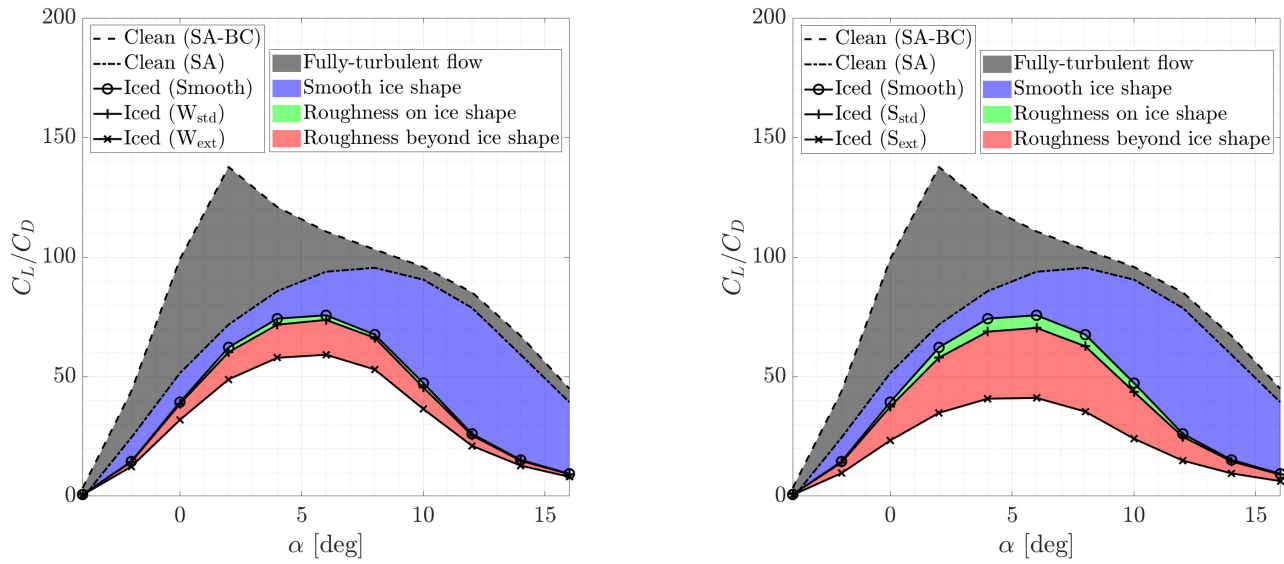 200
150
100
50
0
C_L/C_D
0
5
10
15
α [deg]
Clean (SA-BC)
Clean (SA)
Iced (Smooth)
Iced (W_std)
Iced (W_ext)
Fully-turbulent flow
Smooth ice shape
Roughness on ice shape
Roughness beyond ice shape
200
150
100
50
0
C_L/C_D
0
5
10
15
α [deg]
Clean (SA-BC)
Clean (SA)
Iced (Smooth)
Iced (S_std)
Iced (S_ext)
Fully-turbulent flow
Smooth ice shape
Roughness on ice shape
Roughness beyond ice shape